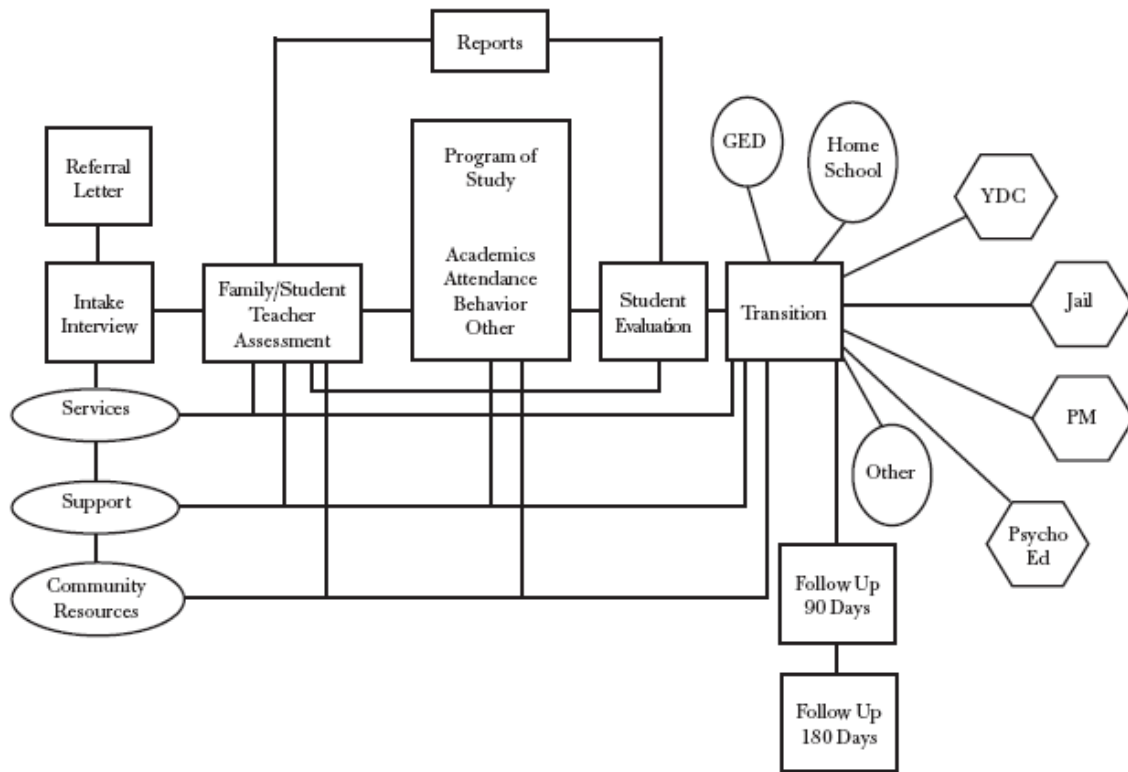 Reports
Referral
Letter
Program of
Study
Academics
Attendance
Behavior
Other
GED
Home
School
YDC
Intake
Interview
Family/Student
Teacher
Assessment
Student
Evaluation
Transition
Jail
Services
PM
Support
Other
Psycho
Ed
Community
Resources
Follow Up
90 Days
Follow Up
180 Days